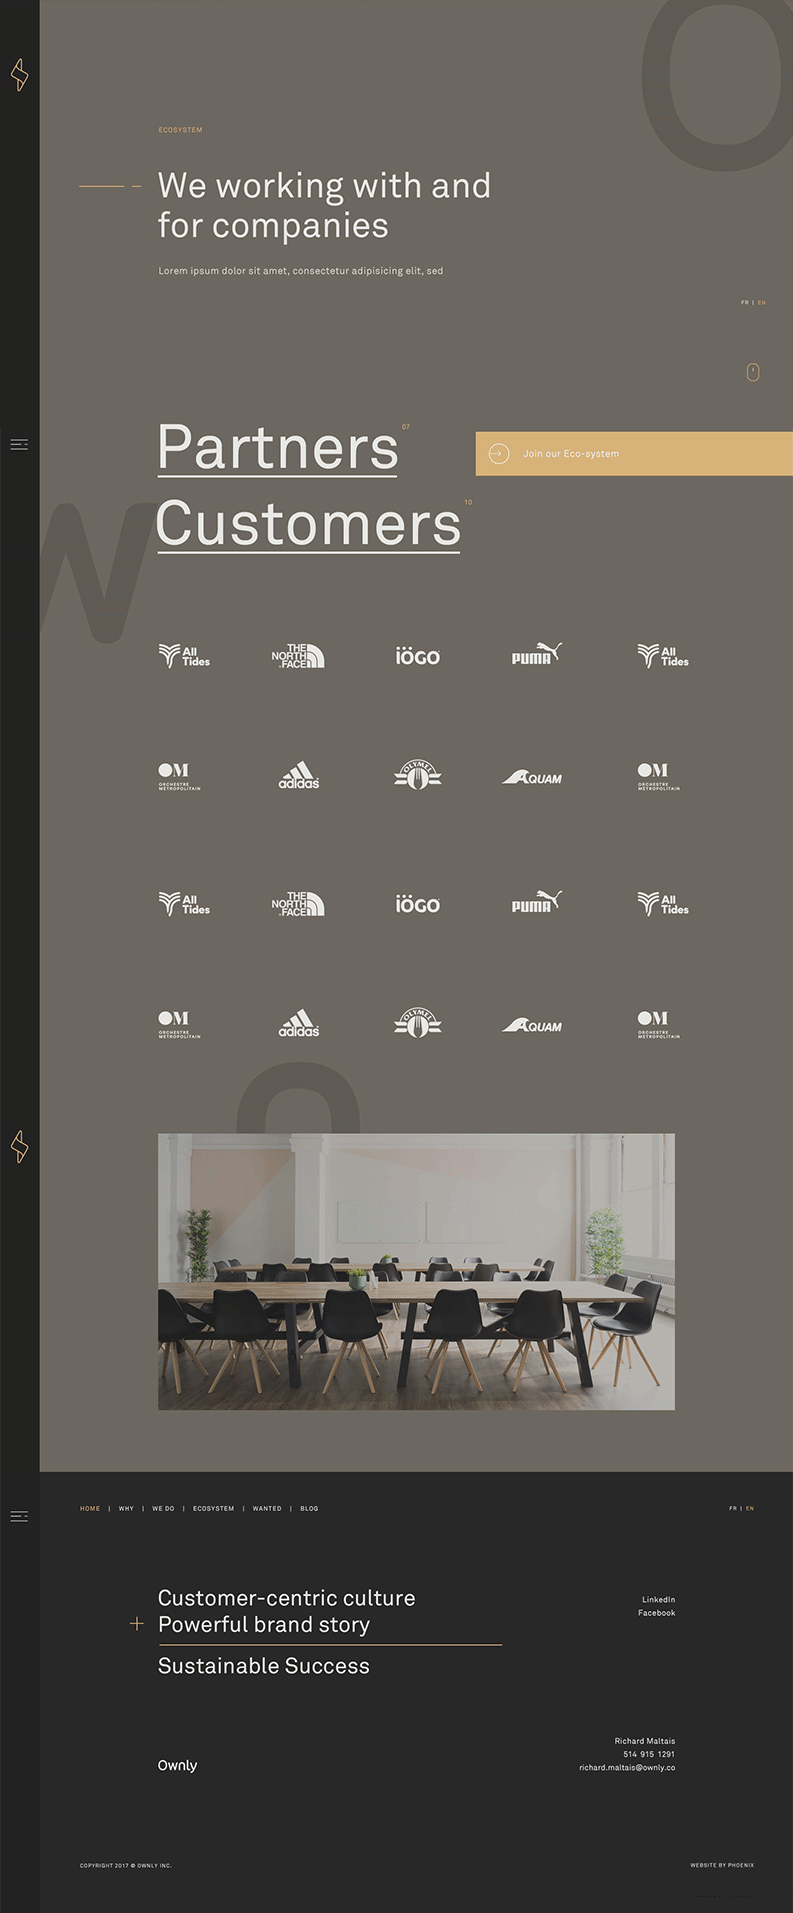 O
ECOSYSTEM
We working with and
for companies
Lorem ipsum dolor sit amet, consectetur adipisicing elit, sed
FR | EN
Partners 07
Join our Eco-system
Customers 10
W
All Tides
THE NORTH FACE
iögo
PUMA
All Tides
OM ORCHESTRE MÉTROPOLITAIN
adidas
OLYMEL
AQUAM
OM ORCHESTRE MÉTROPOLITAIN
All Tides
THE NORTH FACE
iögo
PUMA
All Tides
OM ORCHESTRE MÉTROPOLITAIN
adidas
OLYMEL
AQUAM
OM ORCHESTRE MÉTROPOLITAIN
HOME | WHY | WE DO | ECOSYSTEM | WANTED | BLOG
FR | EN
Customer-centric culture
Powerful brand story
Sustainable Success
LinkedIn
Facebook
Richard Maltais
514 915 1291
richard.maltais@ownly.co
Ownly
COPYRIGHT 2017 © OWNLY INC.
WEBSITE BY PHOENIX